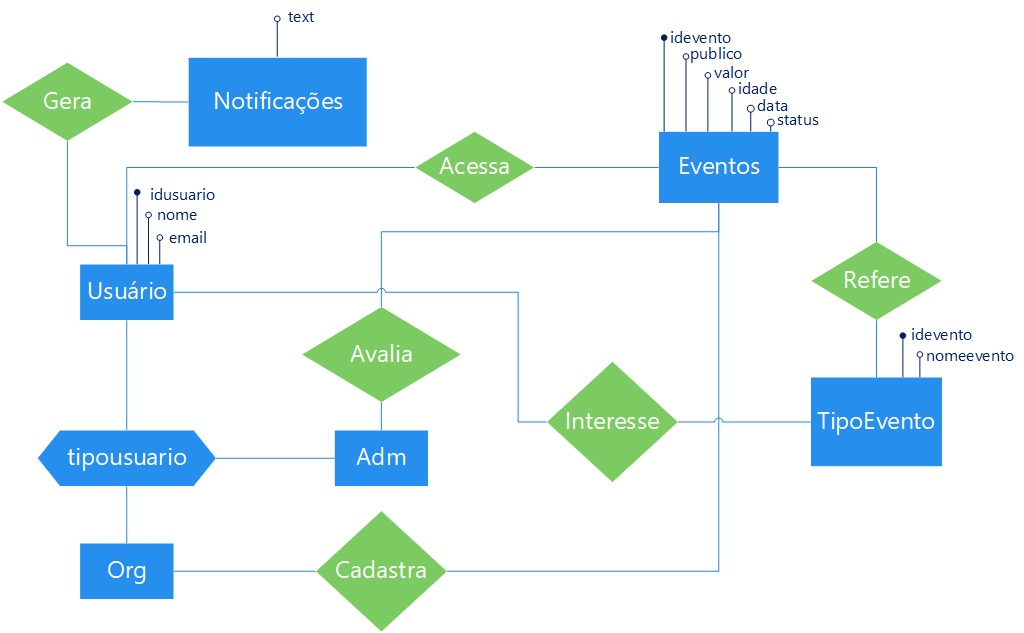 text
Gera
Notificações
idevento
publico
valor
idade
data
status
Acessa
Eventos
idusuario
nome
email
Usuário
Refere
Avalia
idevento
nomeevento
Interesse
TipoEvento
tipousuario
Adm
Org
Cadastra